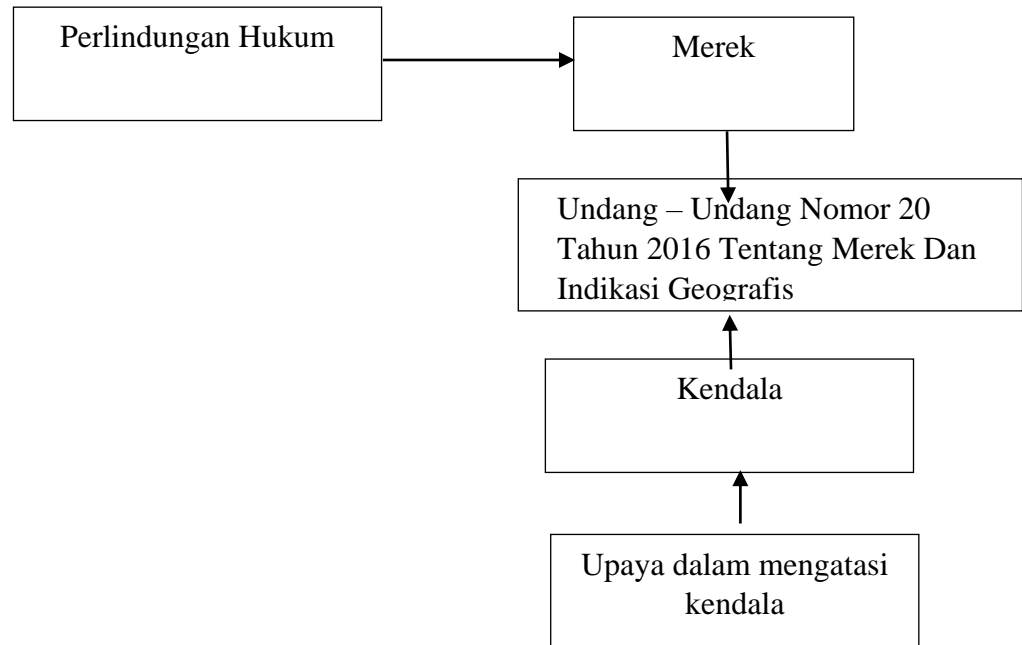 Perlindungan Hukum
Merek
Undang – Undang Nomor 20
Tahun 2016 Tentang Merek Dan
Indikasi Geografis
Kendala
Upaya dalam mengatasi
kendala